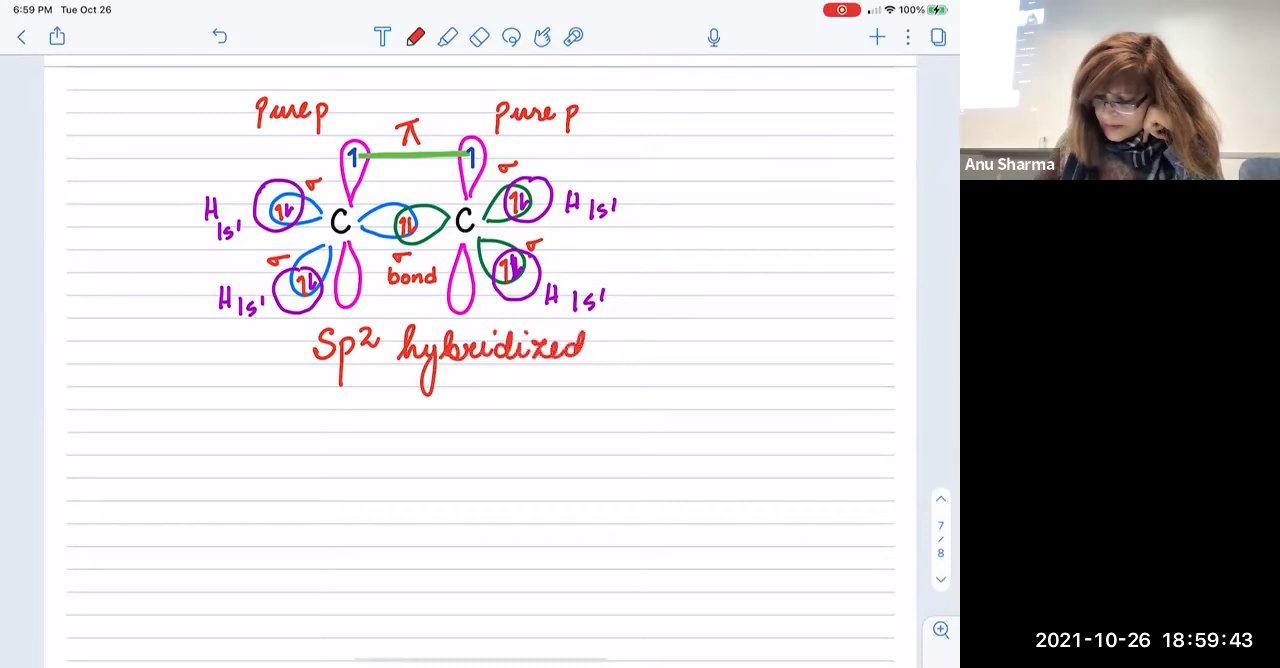 6:59 PM Tue Oct 26
100%
T
Anu Sharma
Pure p
Pure p
π
σ
σ
H
1s¹
C
C
H 1s¹
σ
σ
σ
bond
H 1s¹
H 1s¹
Sp² hybridized
7
/
8
2021-10-26 18:59:43